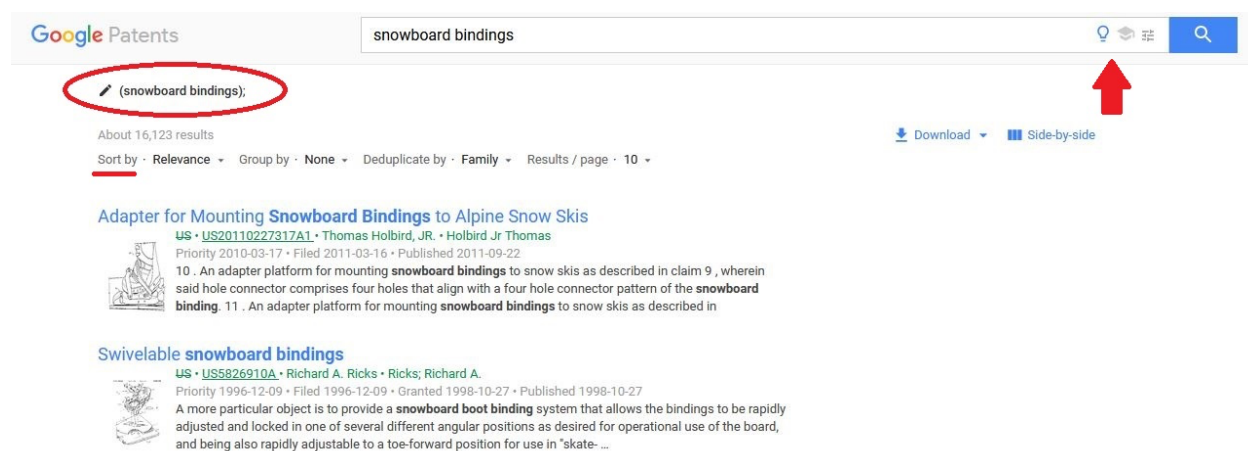 Google Patents
snowboard bindings
(snowboard bindings);
About 16,123 results
Download
Side-by-side
Sort by · Relevance Group by · None Deduplicate by · Family Results / page · 10
Adapter for Mounting Snowboard Bindings to Alpine Snow Skis
US • US20110227317A1 • Thomas Holbird, JR. • Holbird Jr Thomas
Priority 2010-03-17 • Filed 2011-03-16 • Published 2011-09-22
10 . An adapter platform for mounting snowboard bindings to snow skis as described in claim 9 , wherein
said hole connector comprises four holes that align with a four hole connector pattern of the snowboard
binding. 11 . An adapter platform for mounting snowboard bindings to snow skis as described in
Swivelable snowboard bindings
US • US5826910A • Richard A. Ricks • Ricks; Richard A.
Priority 1996-12-09 • Filed 1996-12-09 • Granted 1998-10-27 • Published 1998-10-27
A more particular object is to provide a snowboard boot binding system that allows the bindings to be rapidly
adjusted and locked in one of several different angular positions as desired for operational use of the board,
and being also rapidly adjustable to a toe-forward position for use in "skate- ...